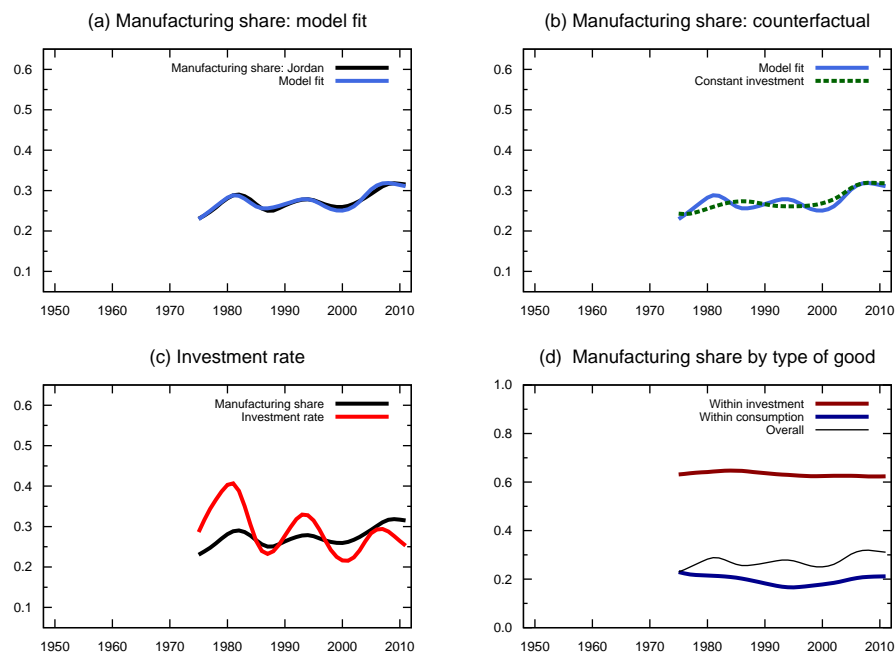 (a) Manufacturing share: model fit
0.6
0.5
0.4
0.3
0.2
0.1
Manufacturing share: Jordan
Model fit
1950 1960 1970 1980 1990 2000 2010
(b) Manufacturing share: counterfactual
0.6
0.5
0.4
0.3
0.2
0.1
Model fit
Constant investment
1950 1960 1970 1980 1990 2000 2010
(c) Investment rate
0.6
0.5
0.4
0.3
0.2
0.1
Manufacturing share
Investment rate
1950 1960 1970 1980 1990 2000 2010
(d) Manufacturing share by type of good
1.0
0.8
0.6
0.4
0.2
0.0
Within investment
Within consumption
Overall
1950 1960 1970 1980 1990 2000 2010